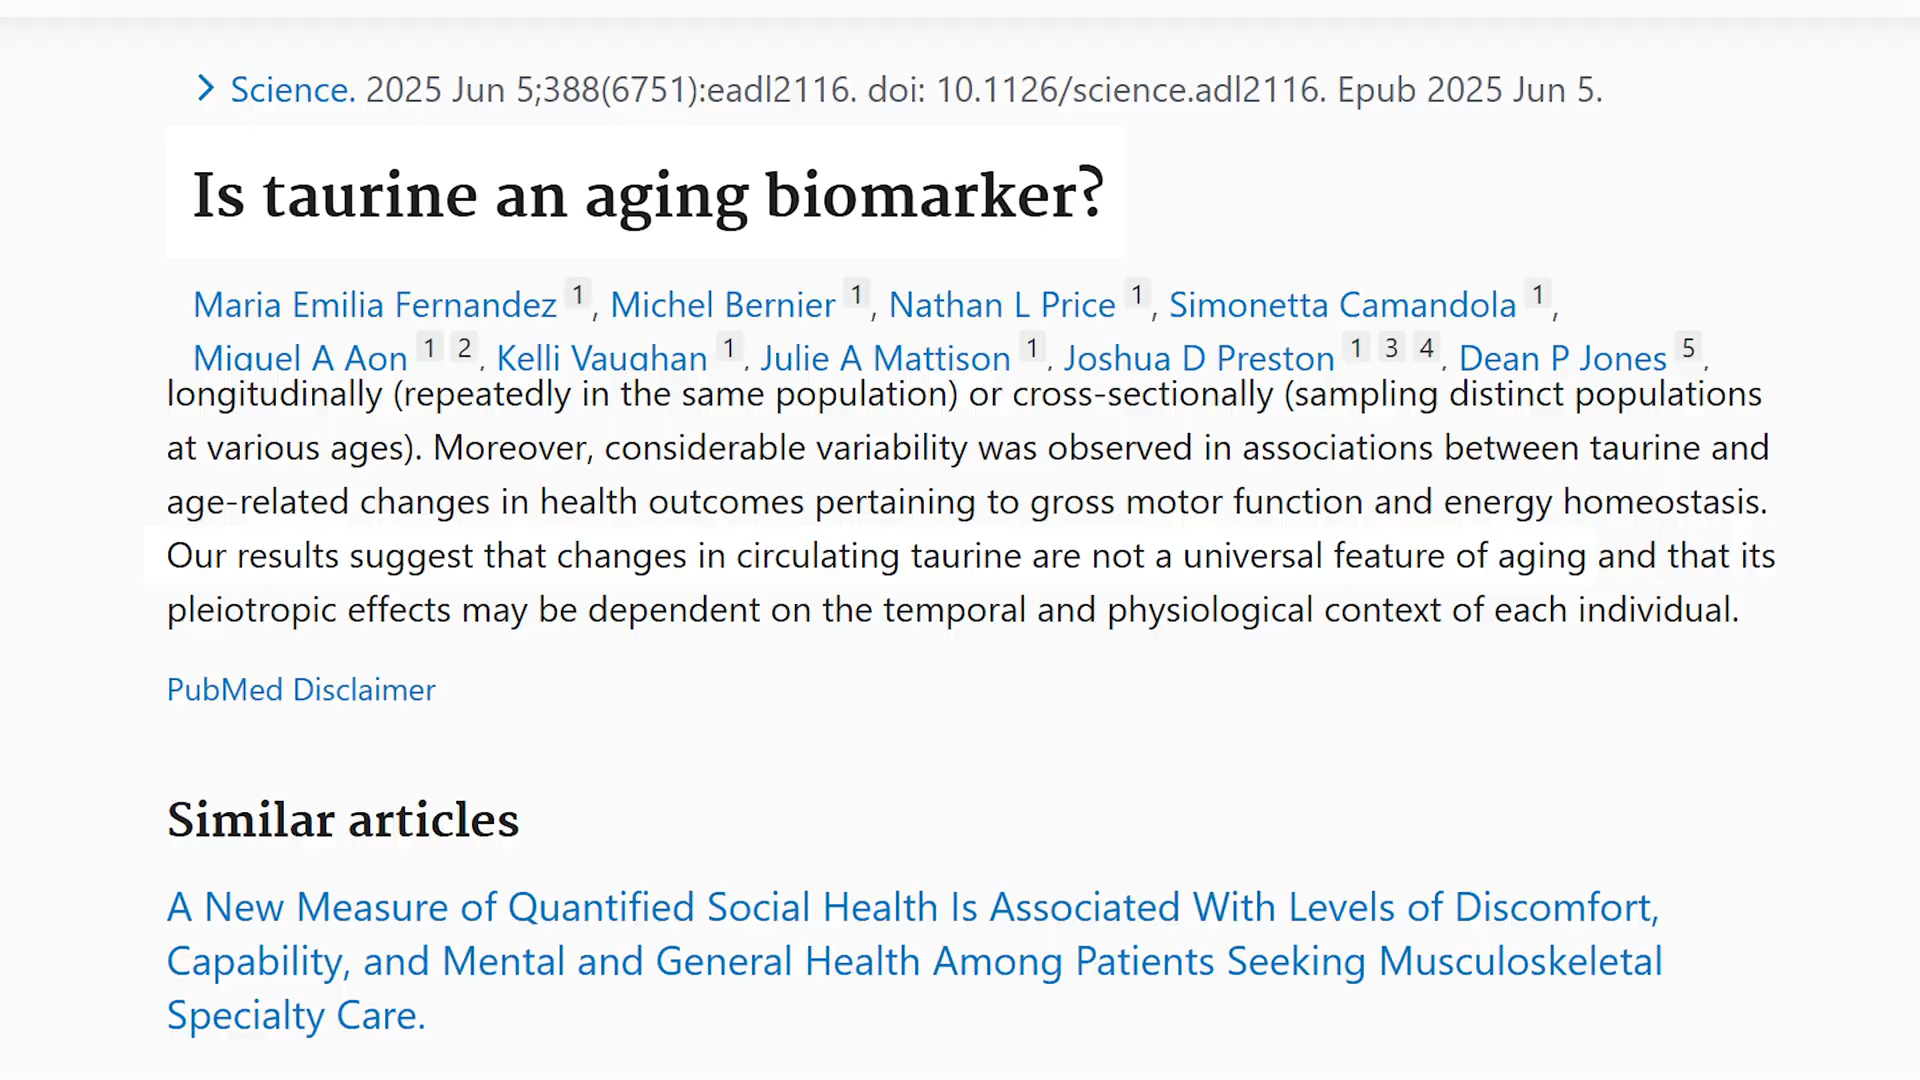 Science. 2025 Jun 5;388(6751):eadl2116. doi: 10.1126/science.adl2116. Epub 2025 Jun 5.
Is taurine an aging biomarker?
Maria Emilia Fernandez 1, Michel Bernier 1, Nathan L Price 1, Simonetta Camandola 1,
Miguel A Aon 1 2, Kelli Vaughan 1, Julie A Mattison 1, Joshua D Preston 1 3 4, Dean P Jones 5,
longitudinally (repeatedly in the same population) or cross-sectionally (sampling distinct populations
at various ages). Moreover, considerable variability was observed in associations between taurine and
age-related changes in health outcomes pertaining to gross motor function and energy homeostasis.
Our results suggest that changes in circulating taurine are not a universal feature of aging and that its
pleiotropic effects may be dependent on the temporal and physiological context of each individual.
PubMed Disclaimer
Similar articles
A New Measure of Quantified Social Health Is Associated With Levels of Discomfort,
Capability, and Mental and General Health Among Patients Seeking Musculoskeletal
Specialty Care.